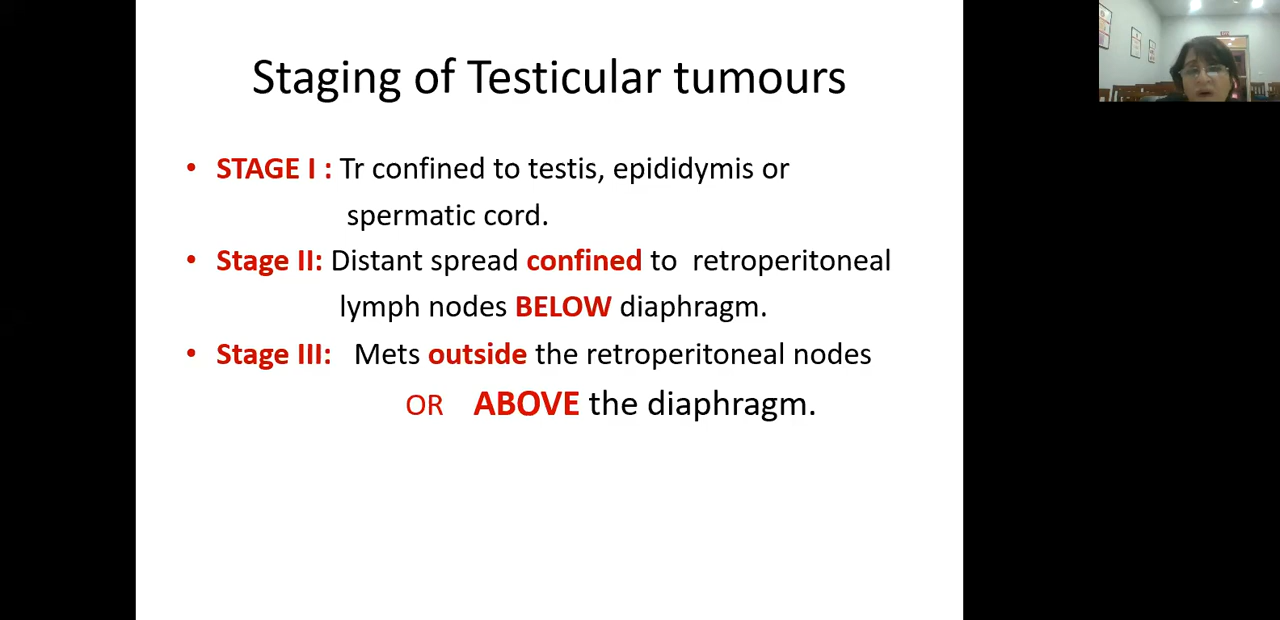 Staging of Testicular tumours
• STAGE I : Tr confined to testis, epididymis or
spermatic cord.
• Stage II: Distant spread confined to retroperitoneal
lymph nodes BELOW diaphragm.
• Stage III: Mets outside the retroperitoneal nodes
OR ABOVE the diaphragm.